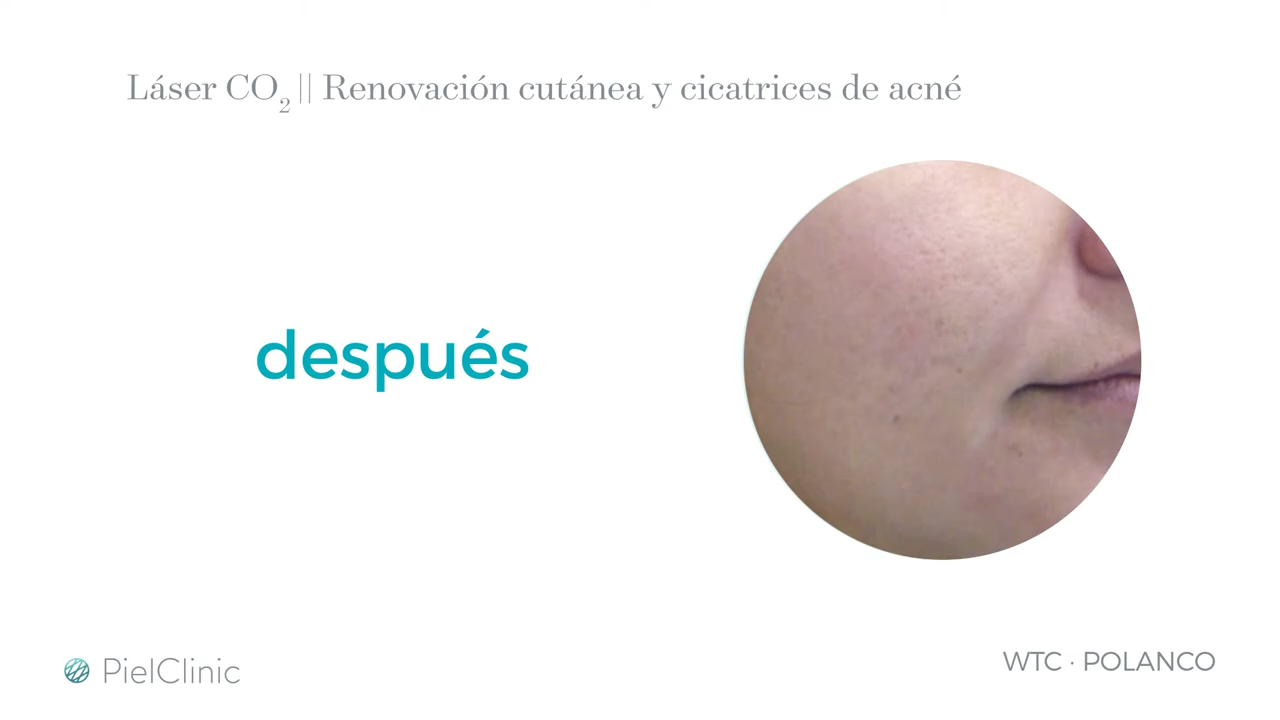 Láser CO₂ || Renovación cutánea y cicatrices de acné
después
PielClinic
WTC · POLANCO